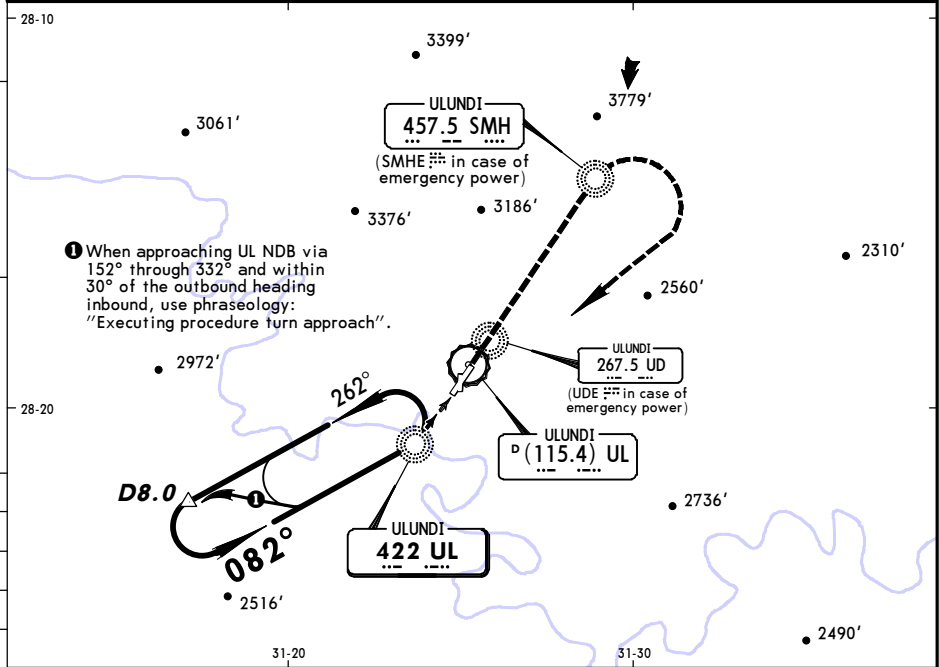 28-10
3399'
3779'
ULUNDI
457.5 SMH
(SMHE in case of
emergency power)
3061'
3376'
3186'
❶ When approaching UL NDB via
152° through 332° and within
30° of the outbound heading
inbound, use phraseology:
"Executing procedure turn approach".
2310'
2560'
2972'
ULUNDI
267.5 UD
(UDE in case of
emergency power)
262°
28-20
ULUNDI
D (115.4) UL
D8.0
❶
2736'
ULUNDI
422 UL
082°
2516'
2490'
31-20
31-30